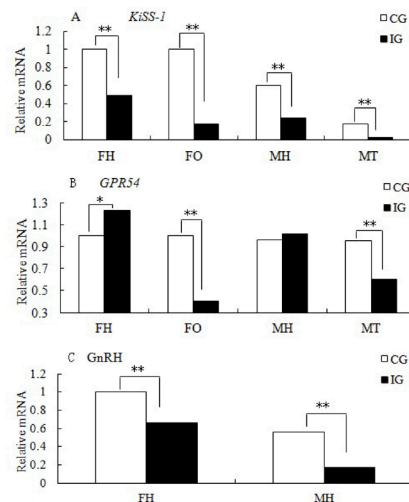 A KiSS-1
CG
IG
Relative mRNA
1.2
1
0.8
0.6
0.4
0.2
0
**
**
**
**
FH FO MH MT
B GPR54
CG
IG
Relative mRNA
1.3
1.1
0.9
0.7
0.5
0.3
*
**
**
FH FO MH MT
C GnRH
CG
IG
Relative mRNA
1.2
1
0.8
0.6
0.4
0.2
0
**
**
FH MH